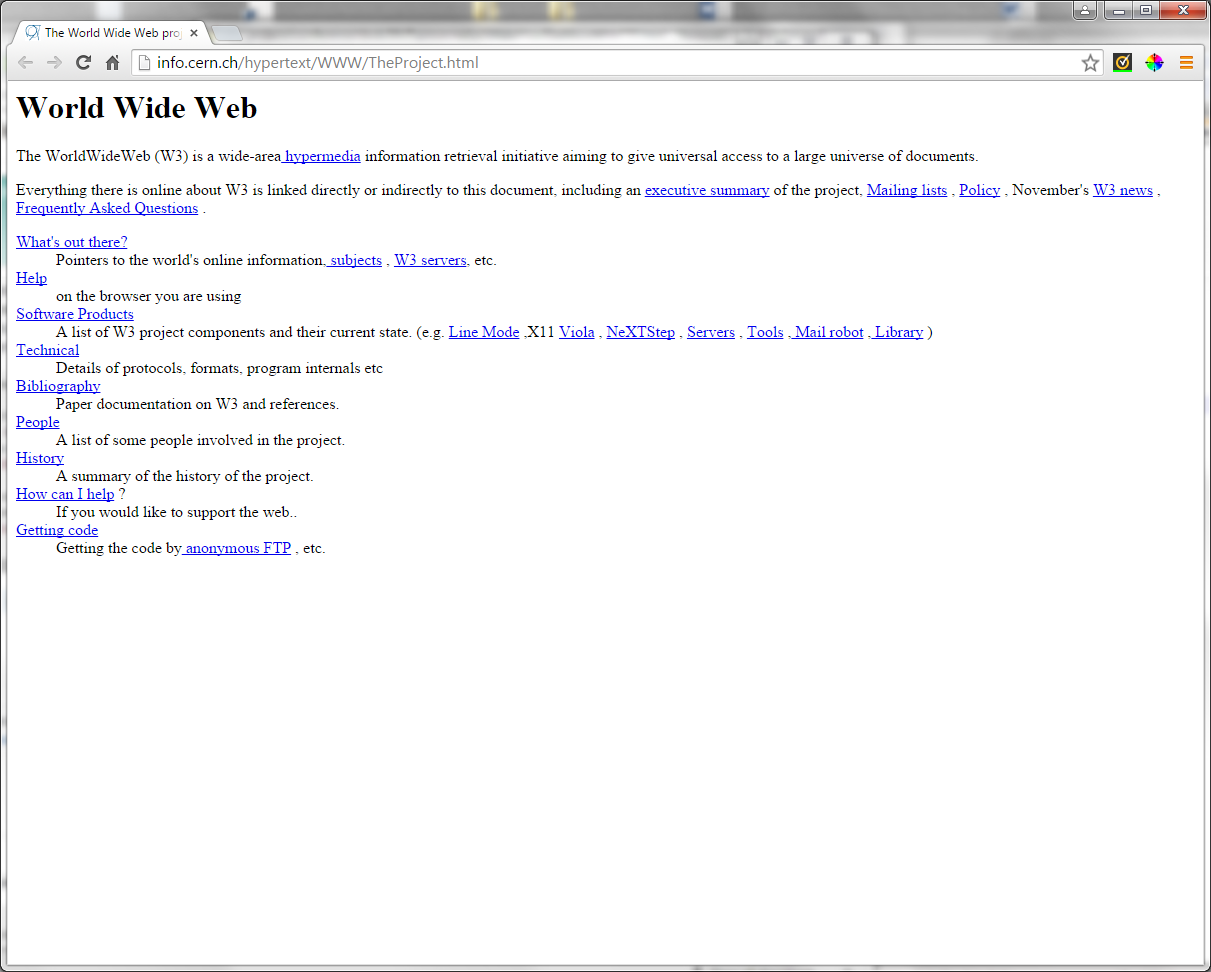 The World Wide Web pro
info.cern.ch/hypertext/WWW/TheProject.html
World Wide Web
The WorldWideWeb (W3) is a wide-area hypermedia information retrieval initiative aiming to give universal access to a large universe of documents.
Everything there is online about W3 is linked directly or indirectly to this document, including an executive summary of the project, Mailing lists , Policy , November's W3 news ,
Frequently Asked Questions .
What's out there?
Pointers to the world's online information, subjects , W3 servers, etc.
Help
on the browser you are using
Software Products
A list of W3 project components and their current state. (e.g. Line Mode ,X11 Viola , NeXTStep , Servers , Tools , Mail robot , Library )
Technical
Details of protocols, formats, program internals etc
Bibliography
Paper documentation on W3 and references.
People
A list of some people involved in the project.
History
A summary of the history of the project.
How can I help ?
If you would like to support the web..
Getting code
Getting the code by anonymous FTP , etc.